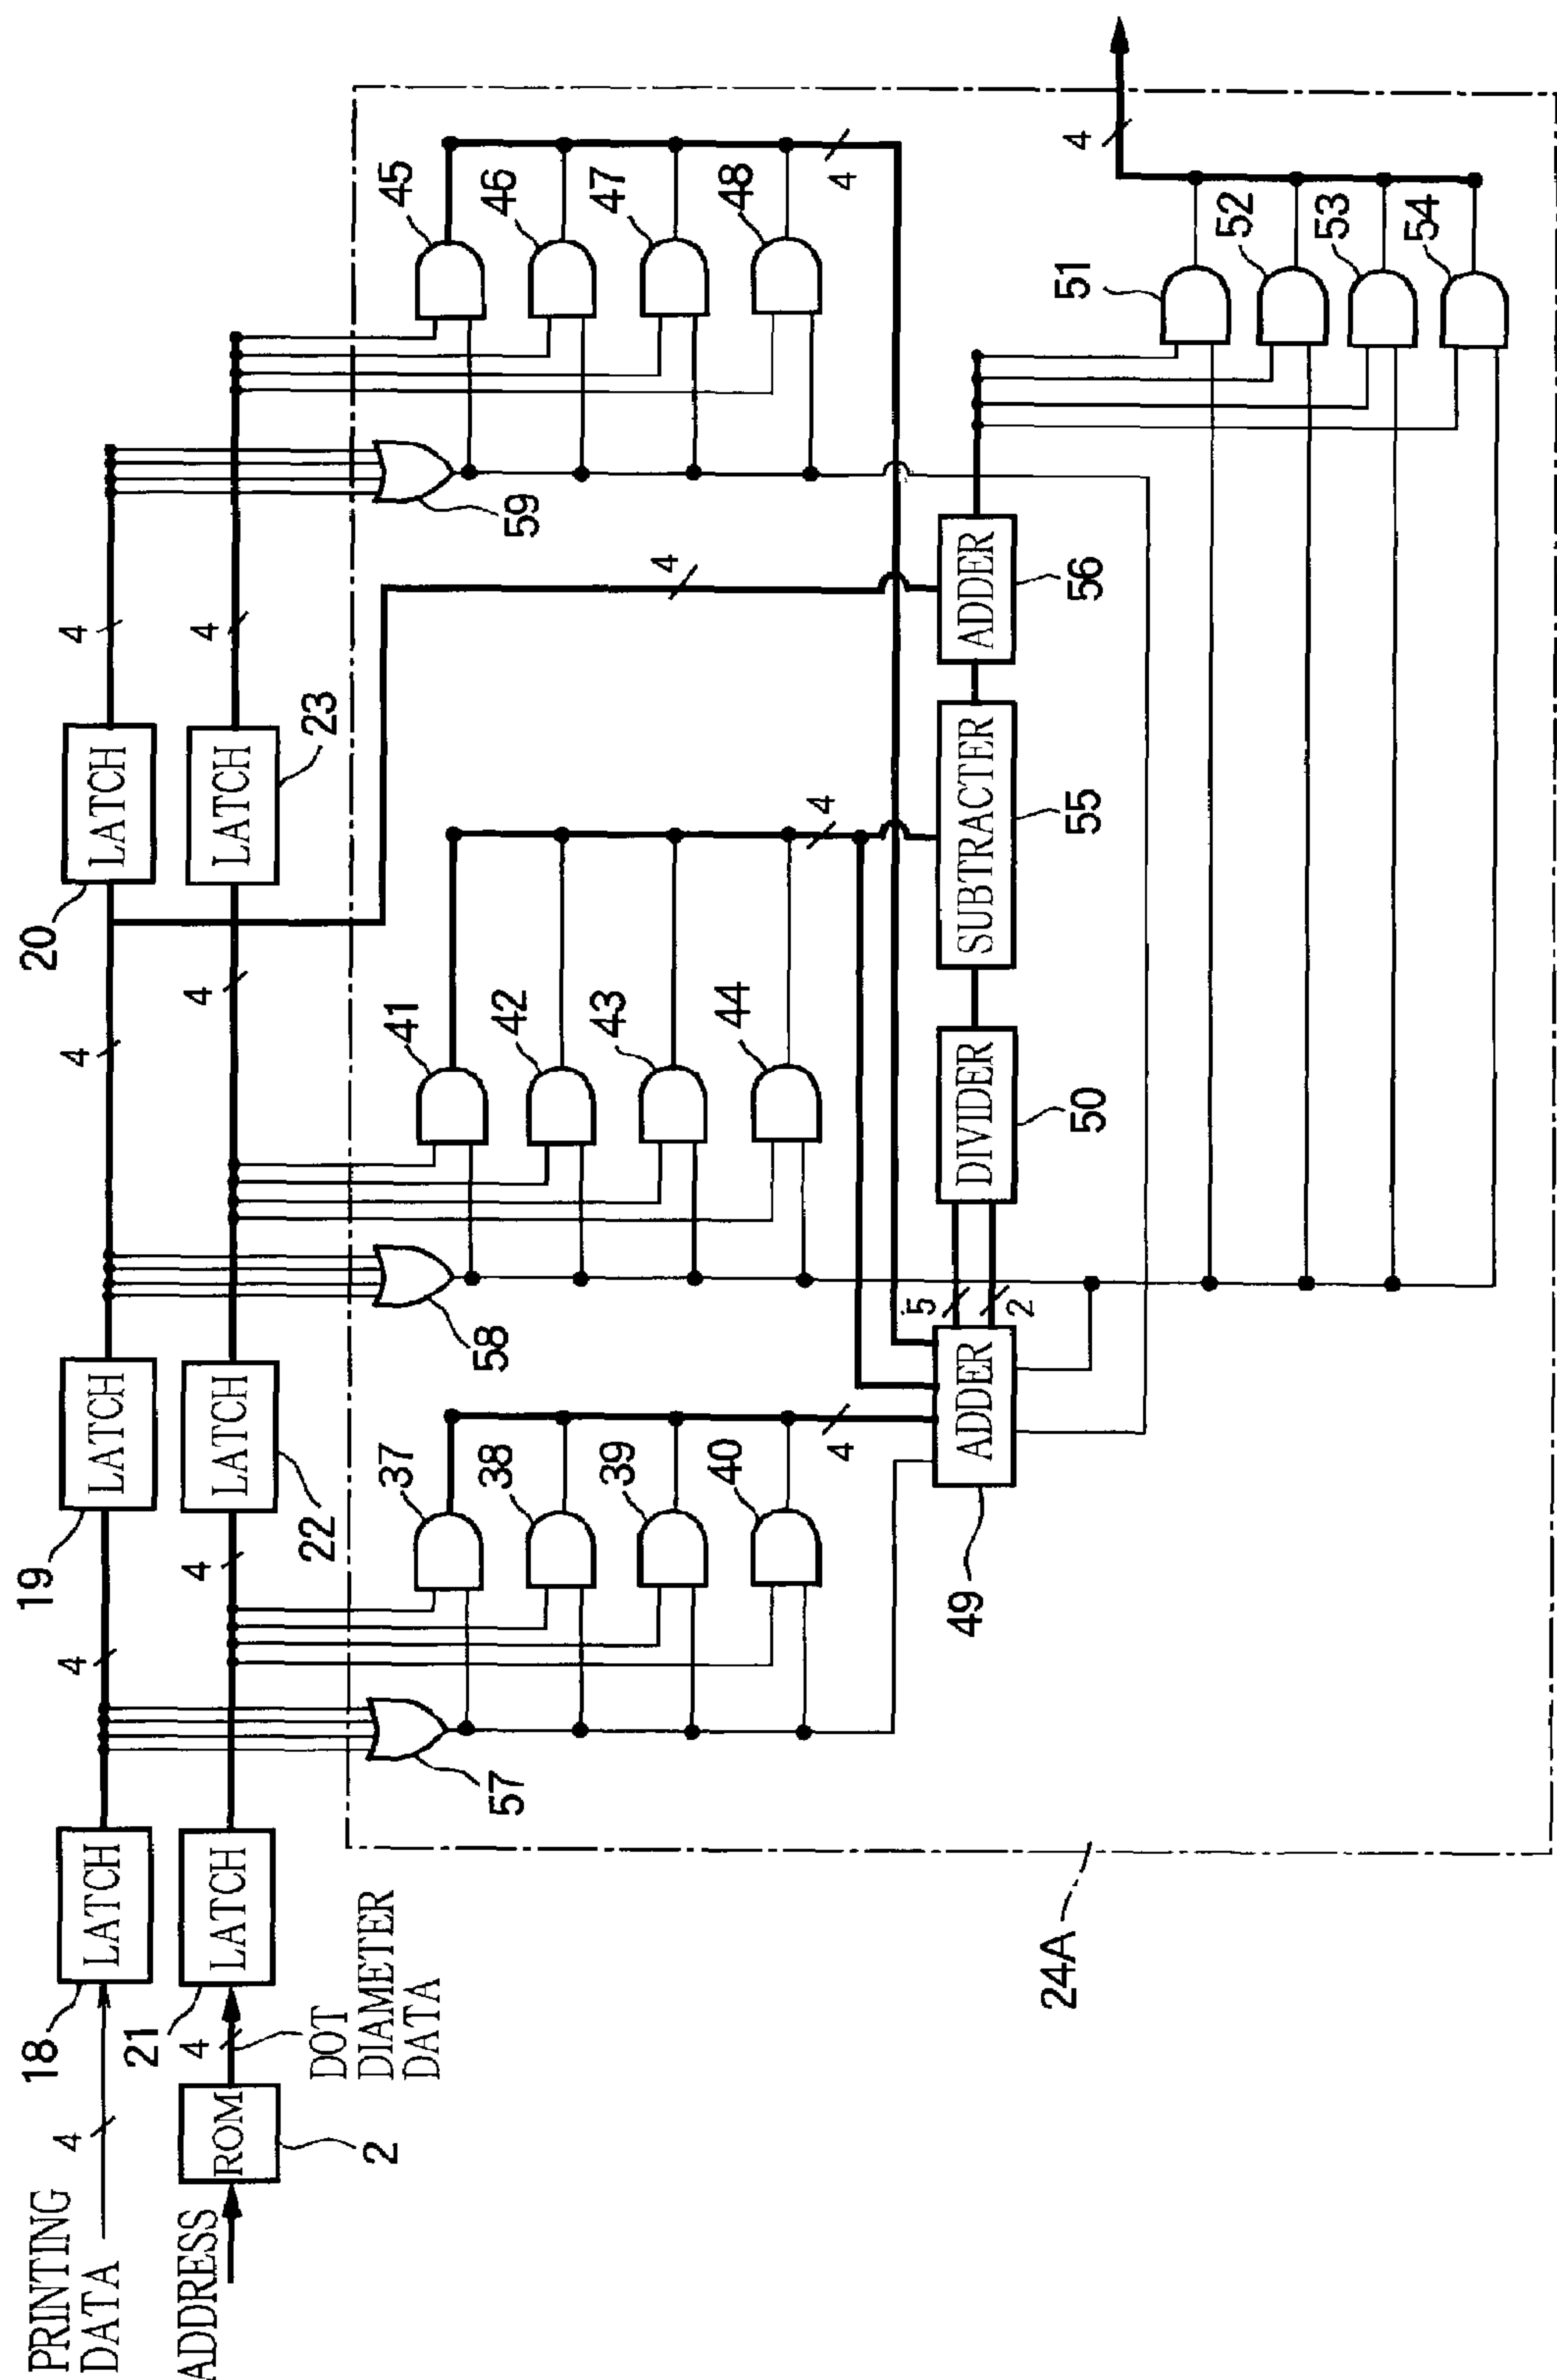 PRINTING
DATA
4
18
LATCH
4
19
LATCH
4
20
LATCH
4
ADDRESS
ROM
2
4
DOT
DIAMETER
DATA
21
LATCH
4
22
LATCH
4
23
LATCH
4
57
58
59
37
38
39
40
4
41
42
43
44
4
45
46
47
48
4
4
ADDER
49
5
2
DIVIDER
50
SUBTRACTER
55
ADDER
56
51
52
53
54
4
24A